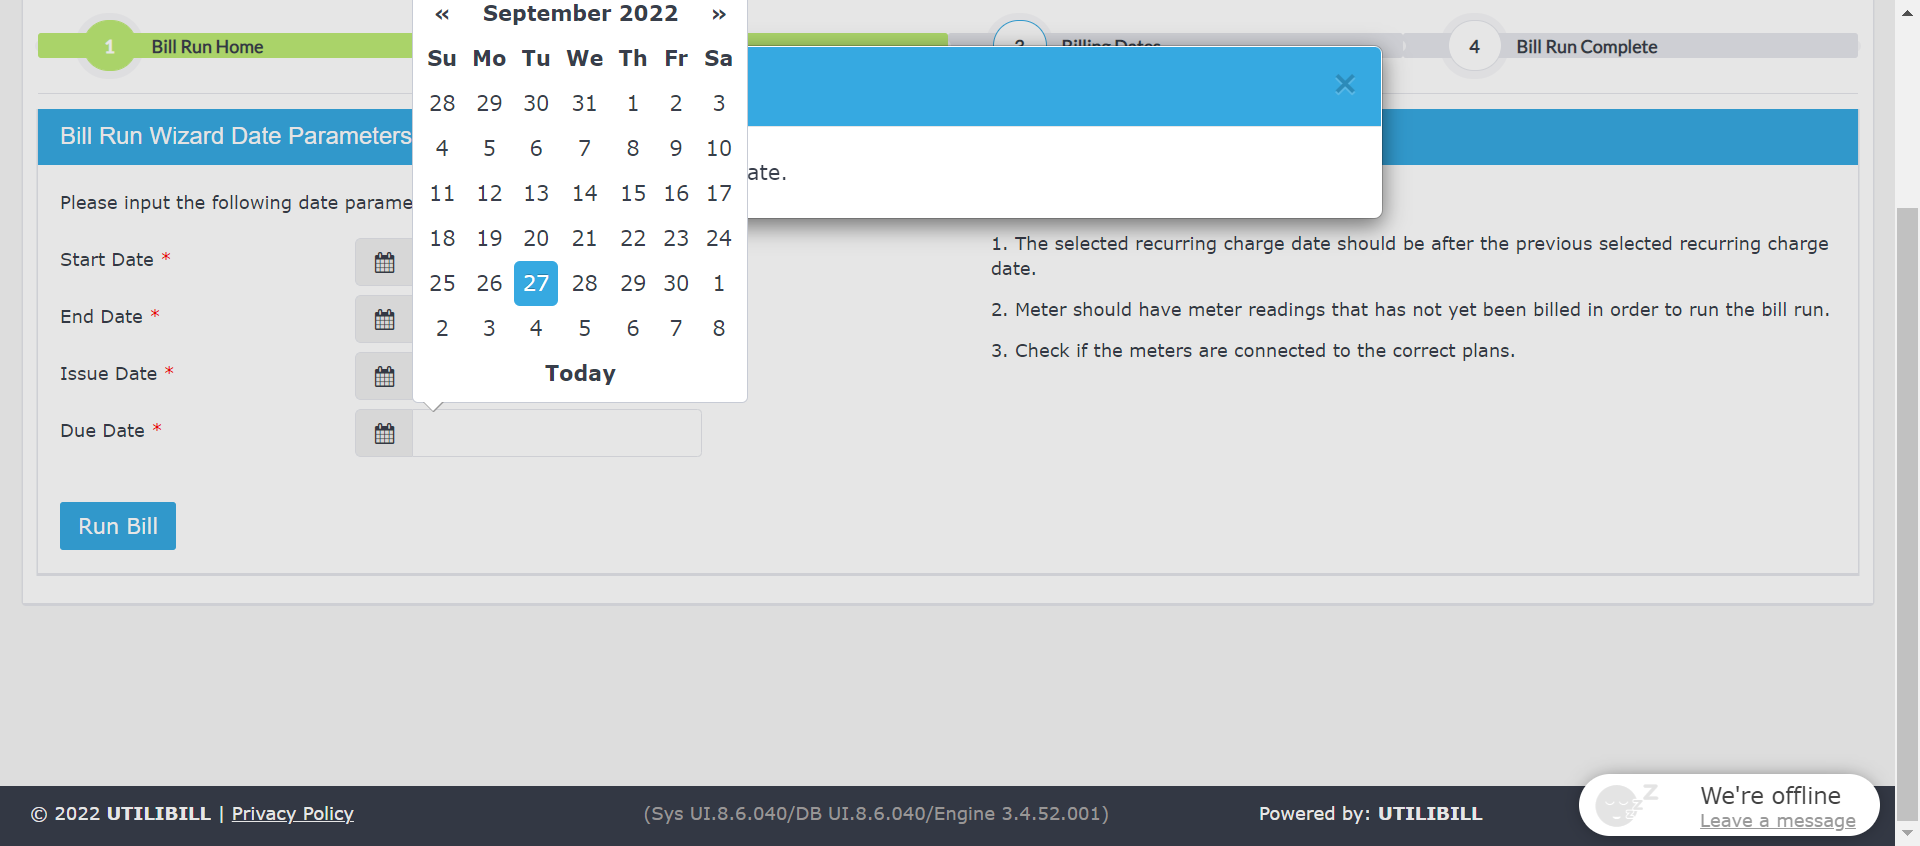 « September 2022 »
1 Bill Run Home
Billing Dates
4 Bill Run Complete
Su Mo Tu We Th Fr Sa
28 29 30 31 1 2 3
4 5 6 7 8 9 10
11 12 13 14 15 16 17
18 19 20 21 22 23 24
25 26 27 28 29 30 1
2 3 4 5 6 7 8
Today
×
ate.
Bill Run Wizard Date Parameters
Please input the following date parame
Start Date *
End Date *
Issue Date *
Due Date *
Run Bill
1. The selected recurring charge date should be after the previous selected recurring charge
date.
2. Meter should have meter readings that has not yet been billed in order to run the bill run.
3. Check if the meters are connected to the correct plans.
© 2022 UTILIBILL | Privacy Policy
(Sys UI.8.6.040/DB UI.8.6.040/Engine 3.4.52.001)
Powered by: UTILIBILL
We're offline
Leave a message